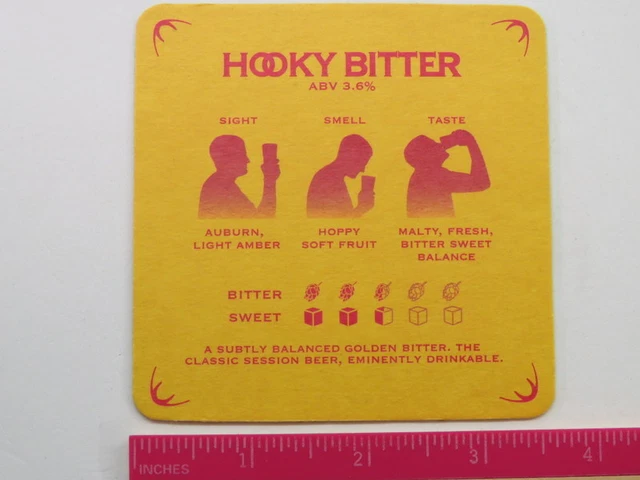 HOOKY BITTER
ABV 3.6%
SIGHT SMELL TASTE
AUBURN,
LIGHT AMBER
HOPPY
SOFT FRUIT
MALTY, FRESH,
BITTER SWEET
BALANCE
BITTER
SWEET
A SUBTLY BALANCED GOLDEN BITTER. THE
CLASSIC SESSION BEER, EMINENTLY DRINKABLE.
INCHES 1 2 3 4